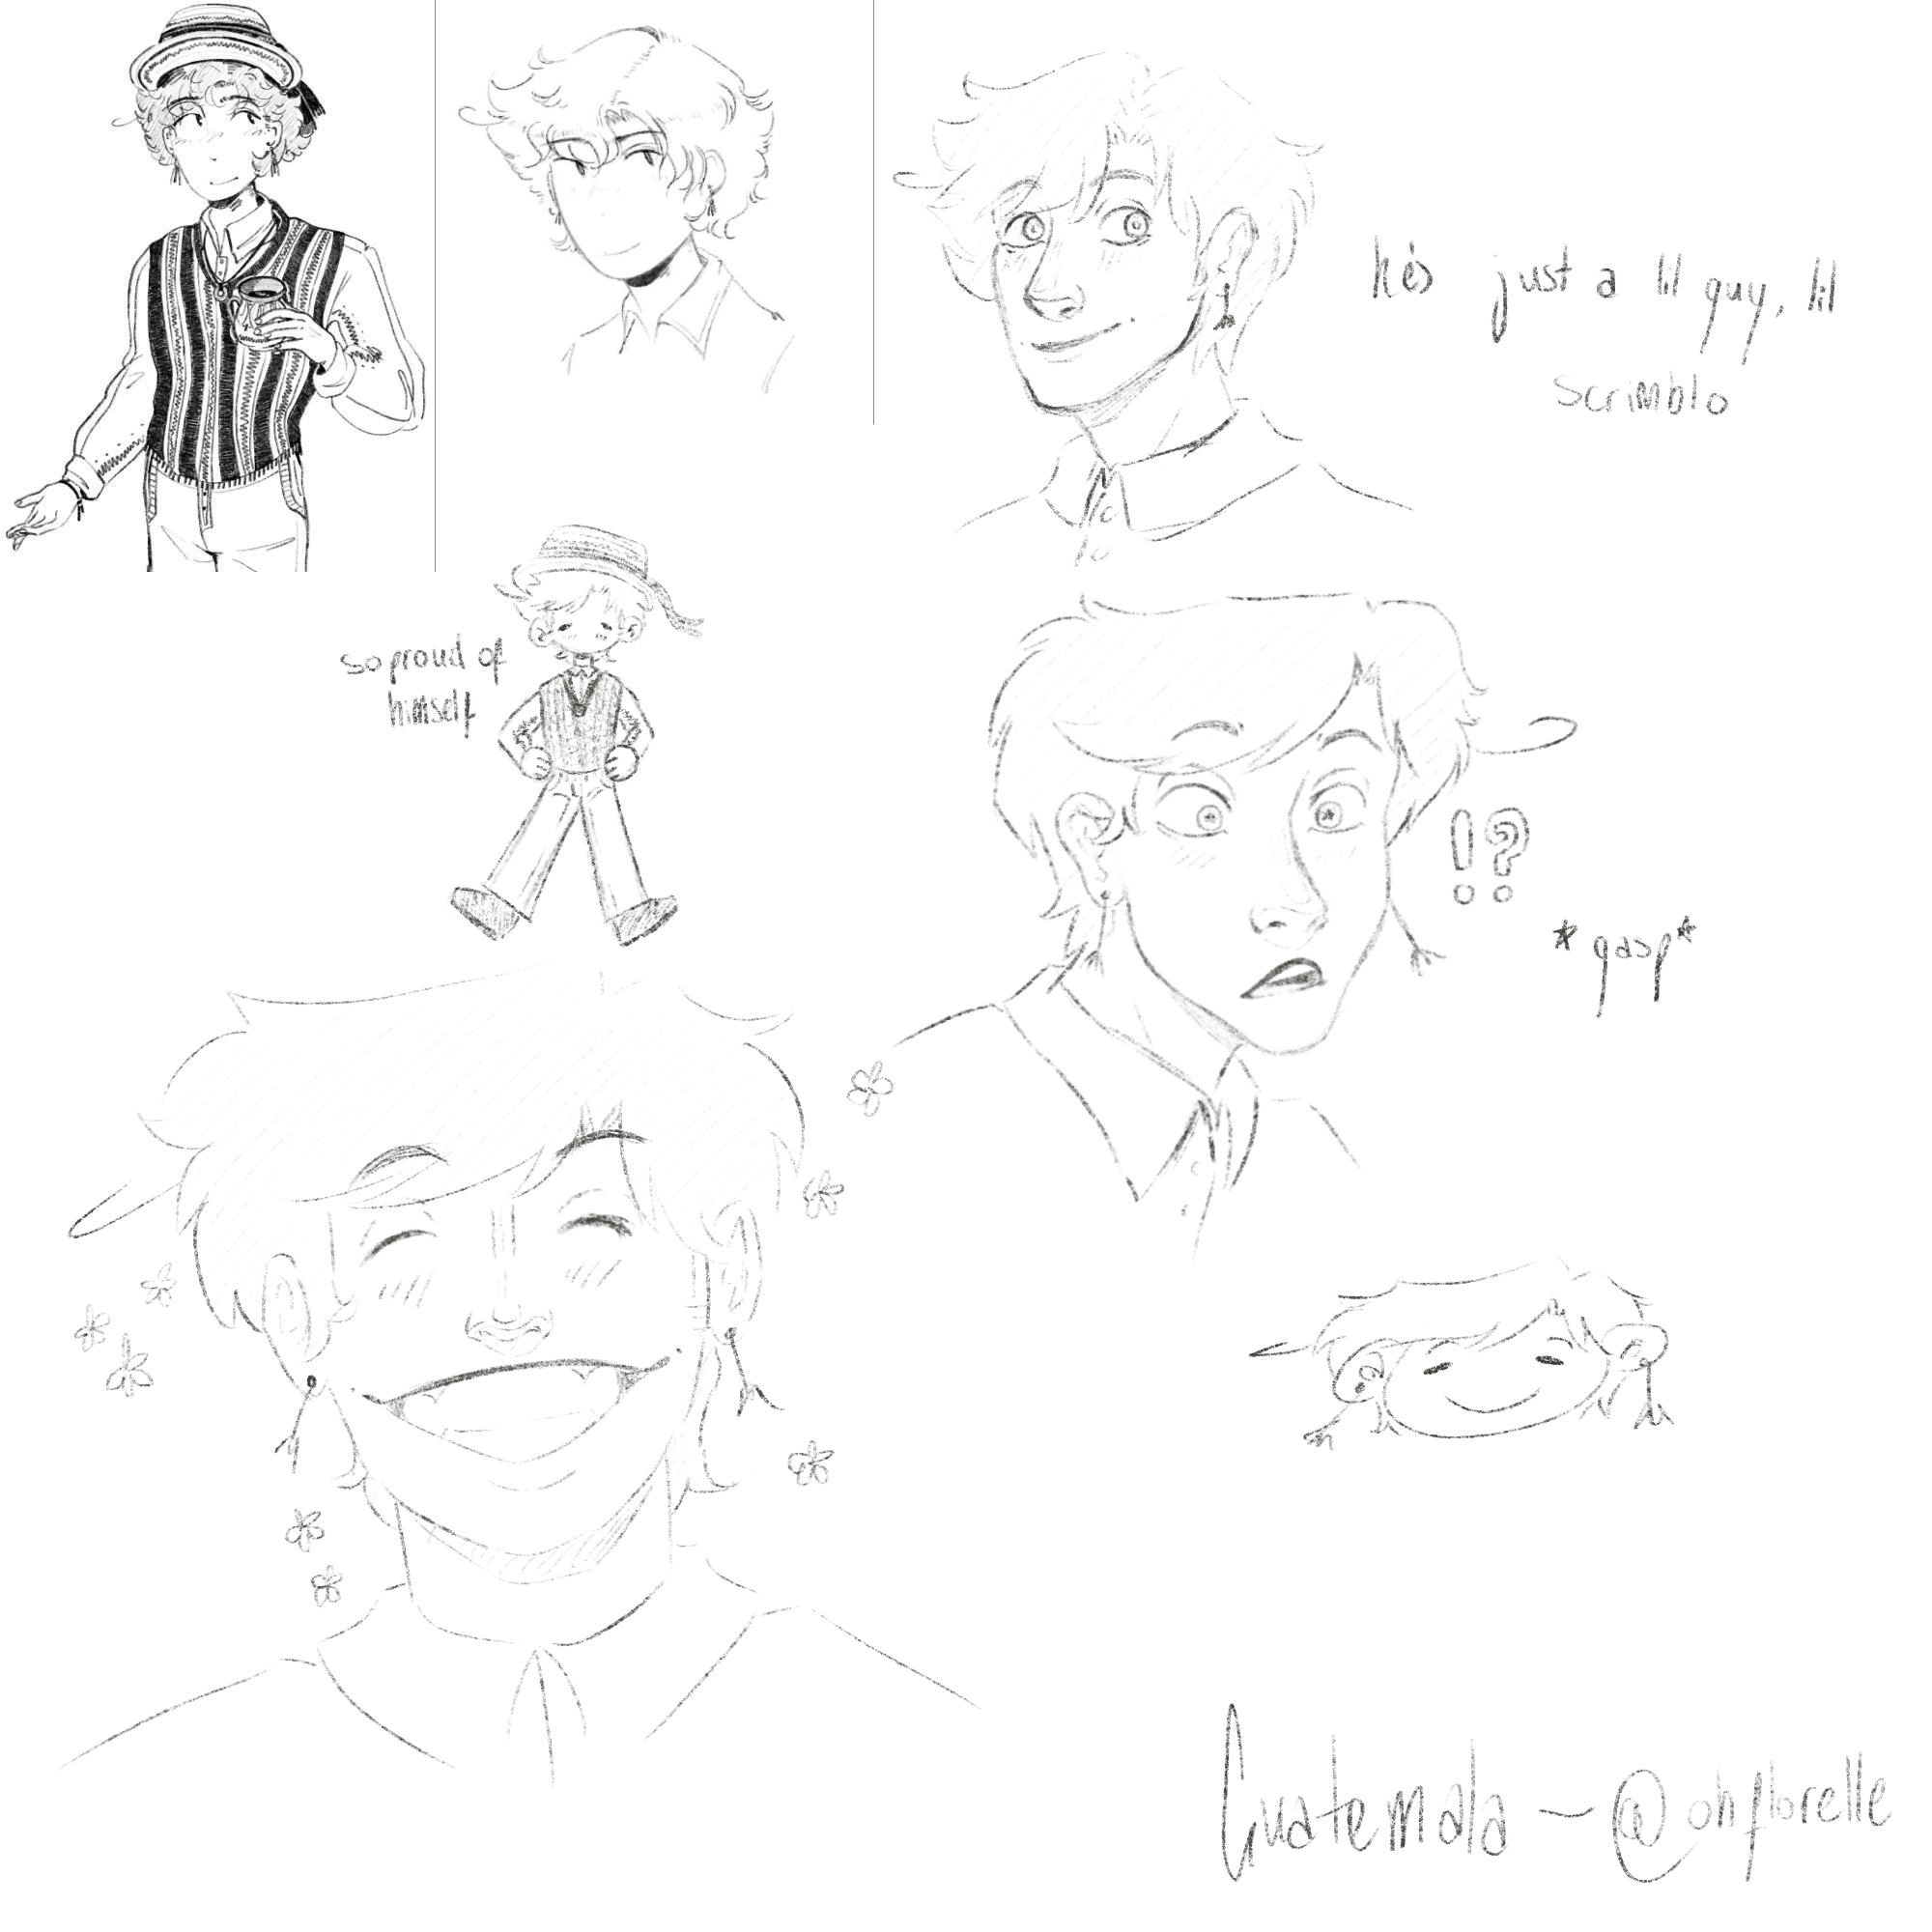 he's just a lil guy, lil
scrimblo
so proud of
himself
!?
*gasp*
Guatemala ~ @ohflorelle